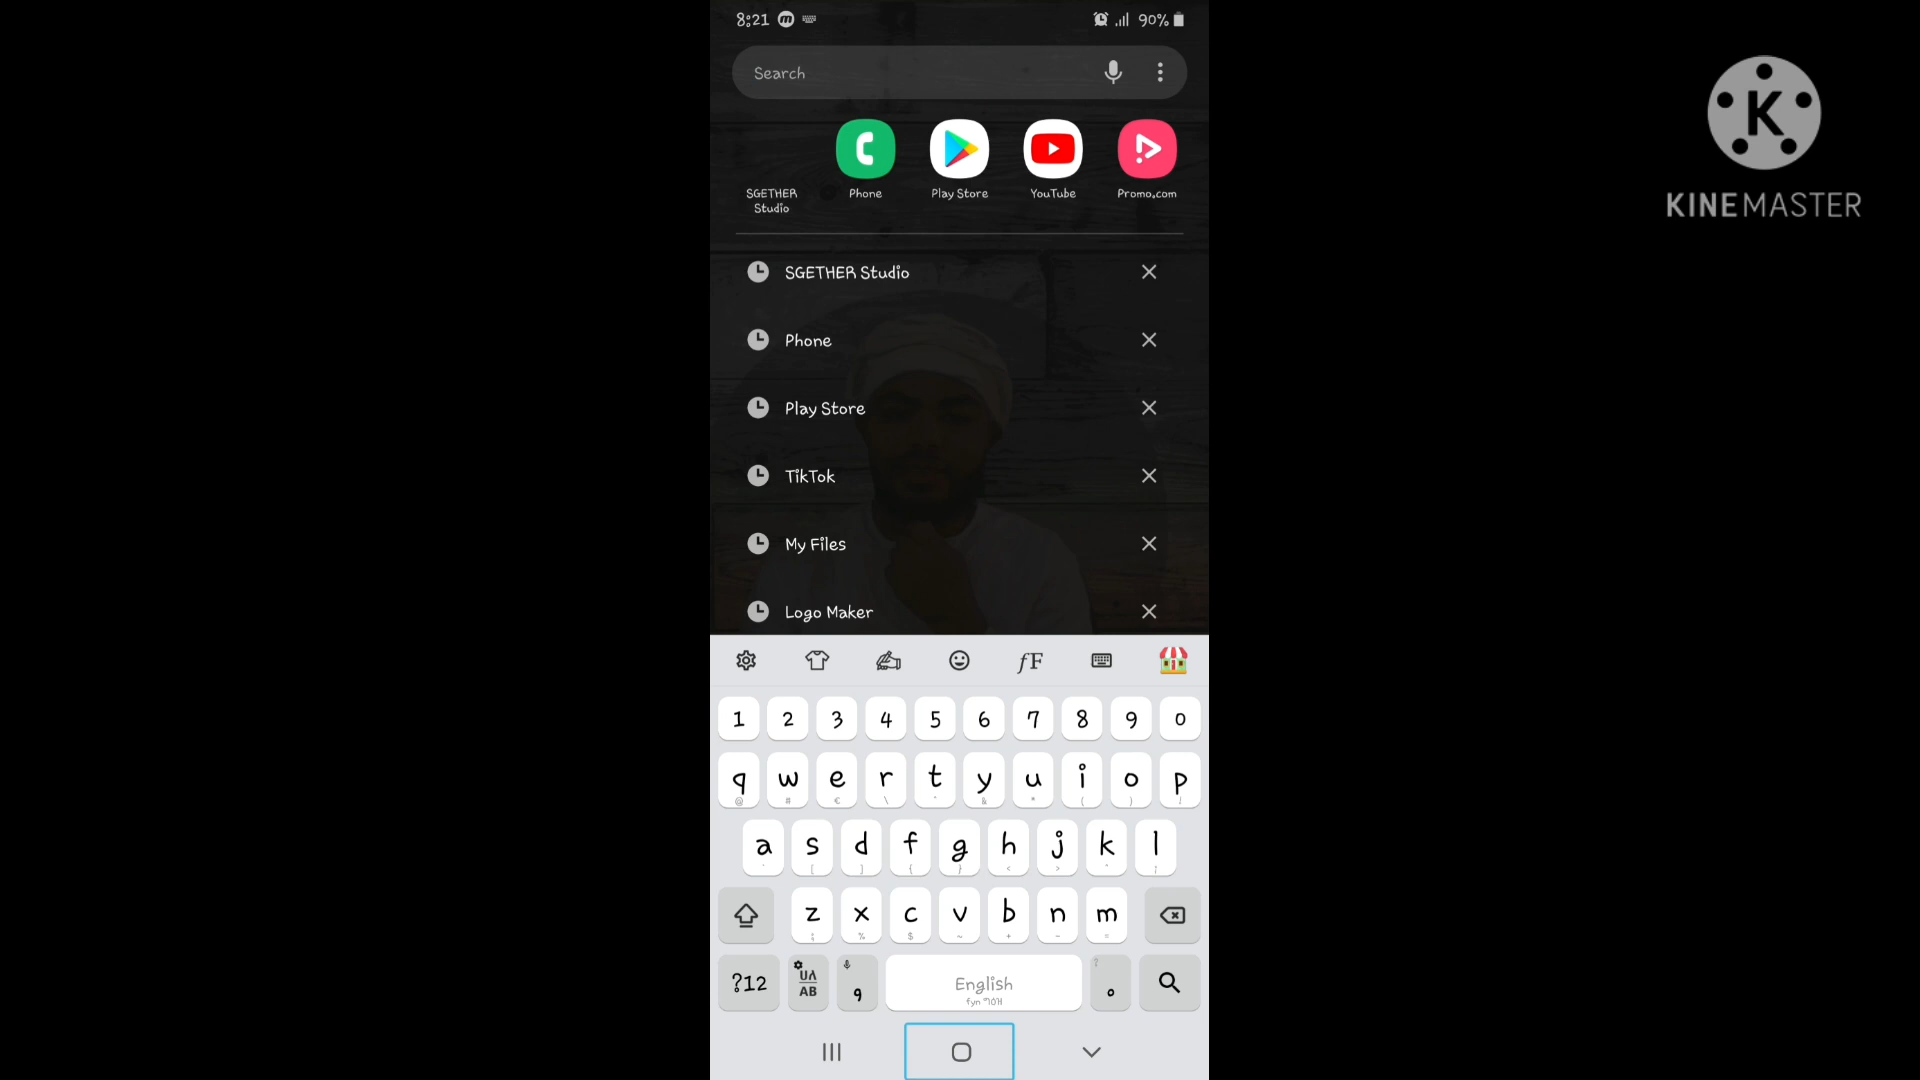 8:21 90%
Search
SGETHER Studio
Phone
Play Store
YouTube
Promo.com
SGETHER Studio
Phone
Play Store
TikTok
My Files
Logo Maker
1 2 3 4 5 6 7 8 9 0
q w e r t y u i o p
a s d f g h j k l
z x c v b n m
?12 AB , English .
K
KINEMASTER